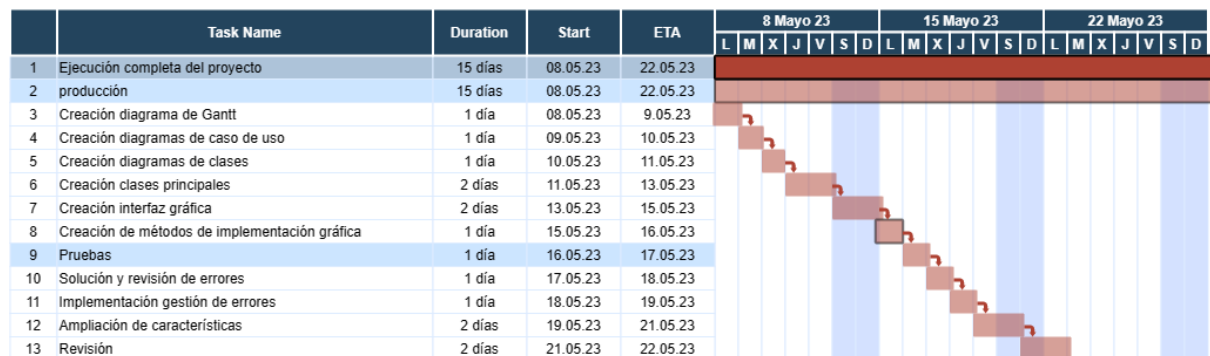 Task Name Duration Start ETA 8 Mayo 23 15 Mayo 23 22 Mayo 23
L M X J V S D L M X J V S D L M X J V S D
1 Ejecución completa del proyecto 15 días 08.05.23 22.05.23
2 producción 15 días 08.05.23 22.05.23
3 Creación diagrama de Gantt 1 día 08.05.23 9.05.23
4 Creación diagramas de caso de uso 1 día 09.05.23 10.05.23
5 Creación diagramas de clases 1 día 10.05.23 11.05.23
6 Creación clases principales 2 días 11.05.23 13.05.23
7 Creación interfaz gráfica 2 días 13.05.23 15.05.23
8 Creación de métodos de implementación gráfica 1 día 15.05.23 16.05.23
9 Pruebas 1 día 16.05.23 17.05.23
10 Solución y revisión de errores 1 día 17.05.23 18.05.23
11 Implementación gestión de errores 1 día 18.05.23 19.05.23
12 Ampliación de características 2 días 19.05.23 21.05.23
13 Revisión 2 días 21.05.23 22.05.23